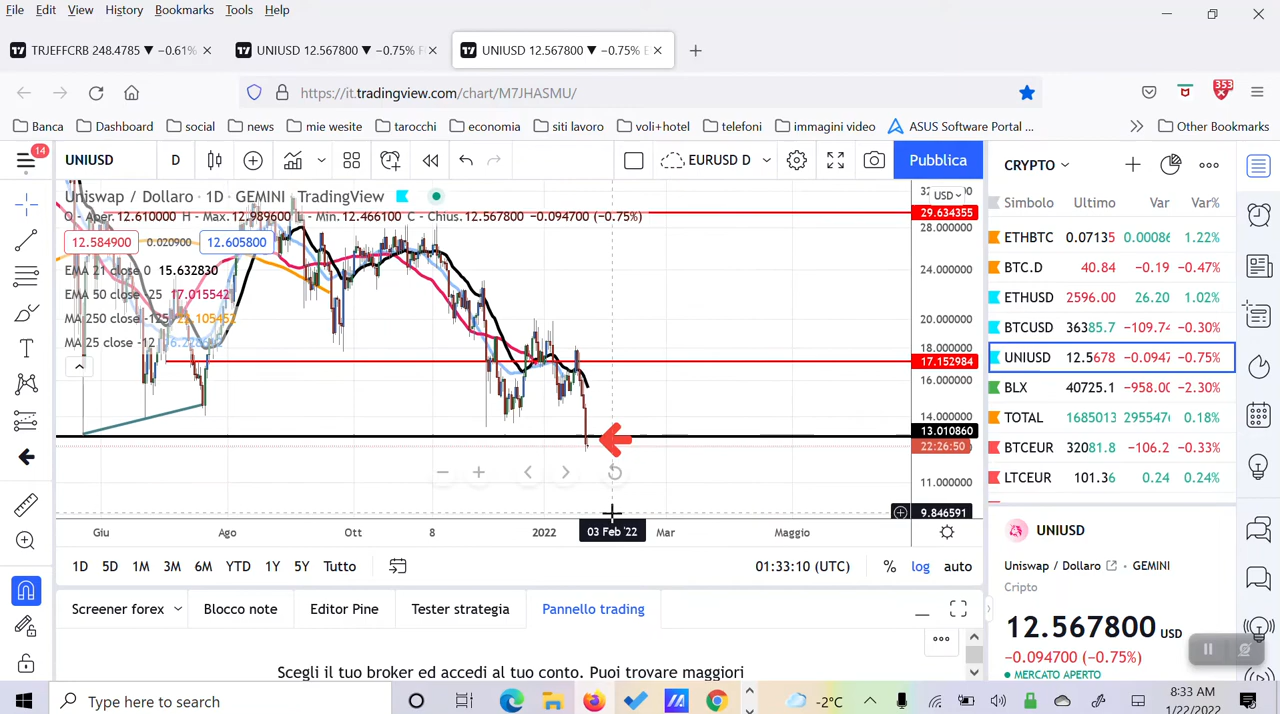 File Edit View History Bookmarks Tools Help
TRJEFFCRB 248.4785 ▼ −0.61%
UNIUSD 12.567800 ▼ −0.75%
UNIUSD 12.567800 ▼ −0.75%
https://it.tradingview.com/chart/M7JHASMU/
353
Banca Dashboard social news mie wesite tarocchi economia siti lavoro voli+hotel telefoni immagini video ASUS Software Portal ... Other Bookmarks
14
UNIUSD D EURUSD D Pubblica
CRYPTO
Uniswap / Dollaro · 1D · GEMINI TradingView
USD
Aper. 12.610000 H - Max. 12.989600 Min. 12.466100 C - Chius. 12.567800 −0.094700 (−0.75%)
12.584900 0.020900 12.605800
EMA 21 close 0 15.632830
EMA 50 close -25 17.015542
MA 250 close -125
MA 25 close -12
29.634355
28.000000
24.000000
20.000000
18.000000
17.152984
16.000000
14.000000
13.010860
22:26:50
11.000000
9.846591
Giu Ago Ott 8 2022 03 Feb '22 Mar Maggio
1D 5D 1M 3M 6M YTD 1Y 5Y Tutto 01:33:10 (UTC) % log auto
Screener forex Blocco note Editor Pine Tester strategia Pannello trading
Scegli il tuo broker ed accedi al tuo conto. Puoi trovare maggiori
Simbolo Ultimo Var Var%
ETHBTC 0.07135 0.00086 1.22%
BTC.D 40.84 −0.19 −0.47%
ETHUSD 2596.00 26.20 1.02%
BTCUSD 36385.7 −109.74 −0.30%
UNIUSD 12.5678 −0.0947 −0.75%
BLX 40725.1 −958.00 −2.30%
TOTAL 1685013 2955476 0.18%
BTCEUR 32081.8 −106.2 −0.33%
LTCEUR 101.36 0.24 0.24%
UNIUSD
Uniswap / Dollaro · GEMINI
Cripto
12.567800 USD
−0.094700 (−0.75%)
MERCATO APERTO
Type here to search
-2°C
8:33 AM
1/22/2022